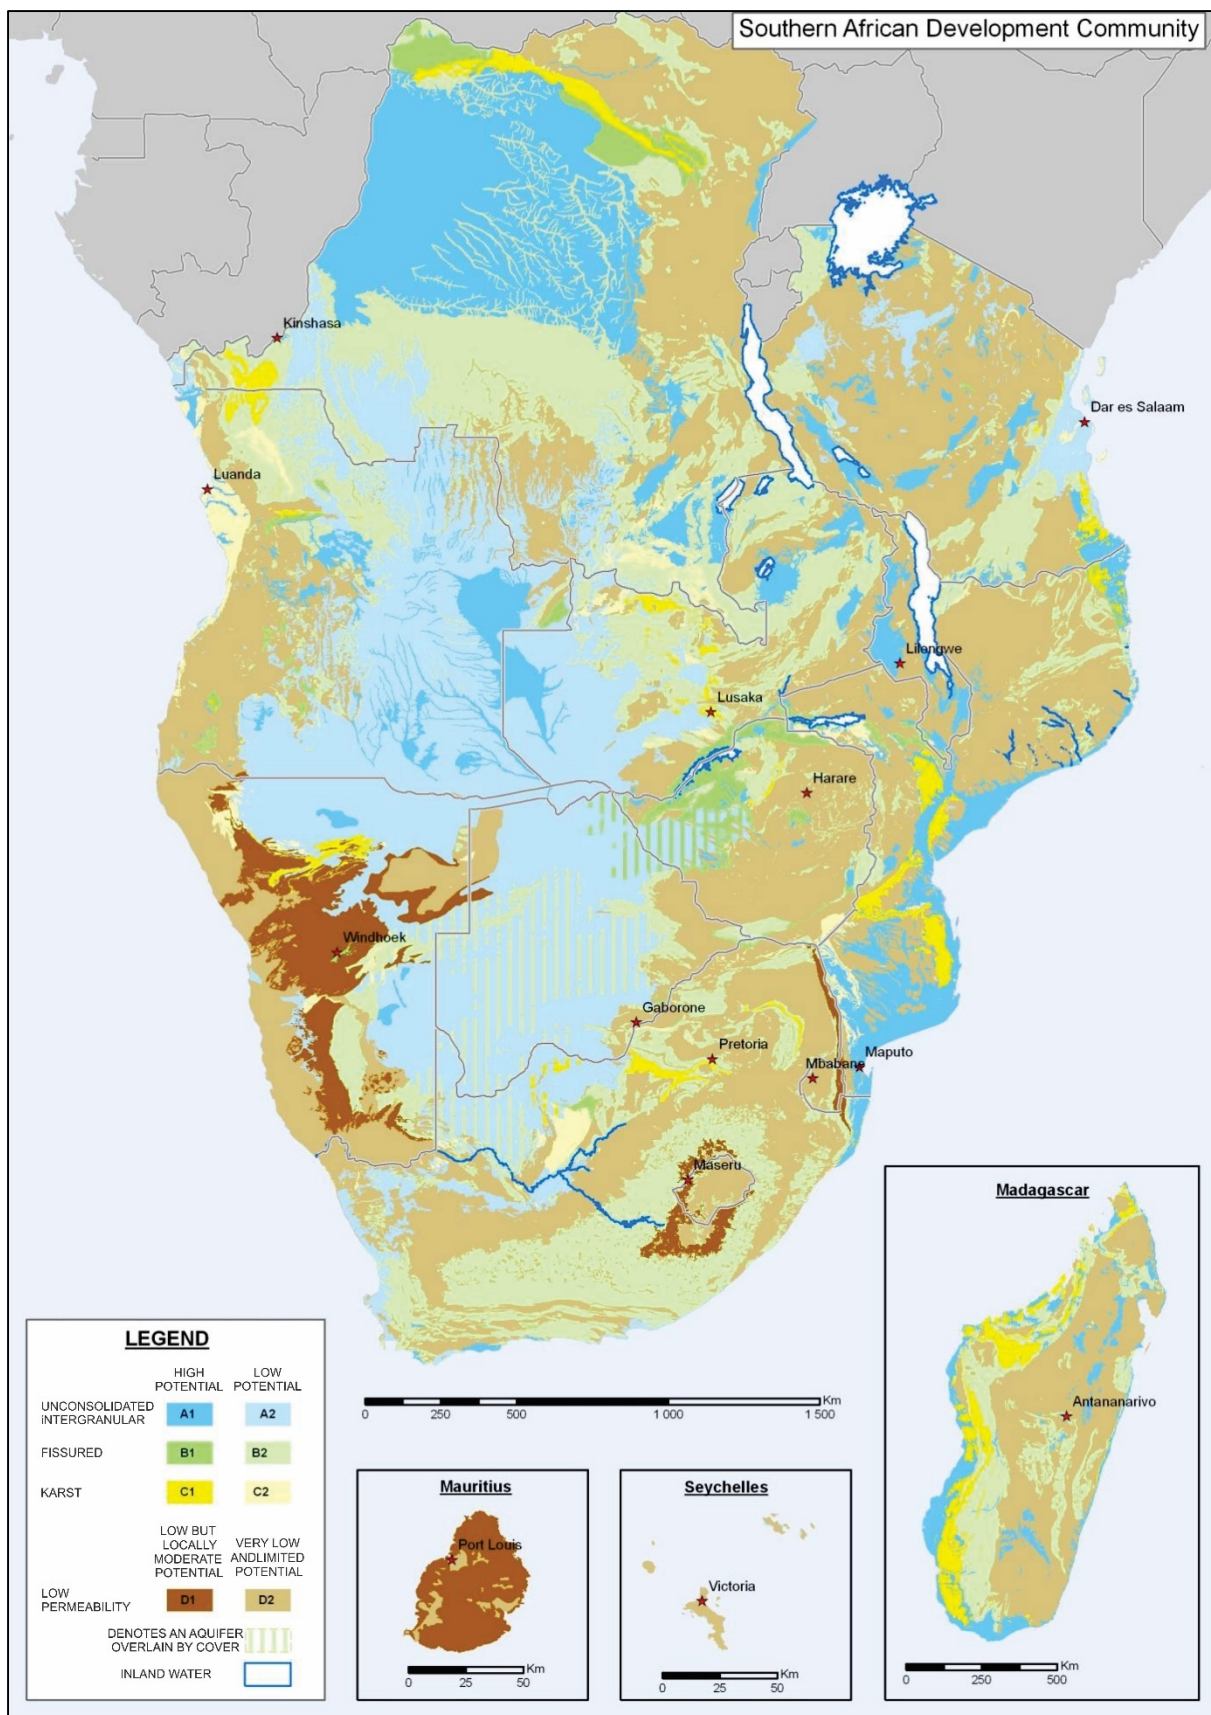 Southern African Development Community
Kinshasa
Dar es Salaam
Luanda
Lilongwe
Lusaka
Harare
Windhoek
Gaborone
Pretoria
Mbabane
Maputo
Maseru
Madagascar
Antananarivo
0
250
500
Km
LEGEND
HIGH
POTENTIAL
LOW
POTENTIAL
UNCONSOLIDATED
iNTERGRANULAR
A1
A2
FISSURED
B1
B2
KARST
C1
C2
LOW BUT
LOCALLY
MODERATE
POTENTIAL
VERY LOW
ANDLIMITED
POTENTIAL
LOW
PERMEABILITY
D1
D2
DENOTES AN AQUIFER
OVERLAIN BY COVER
INLAND WATER
Km
0
250
500
1 000
1 500
Mauritius
Port Louis
Km
0
25
50
Seychelles
Victoria
Km
0
25
50